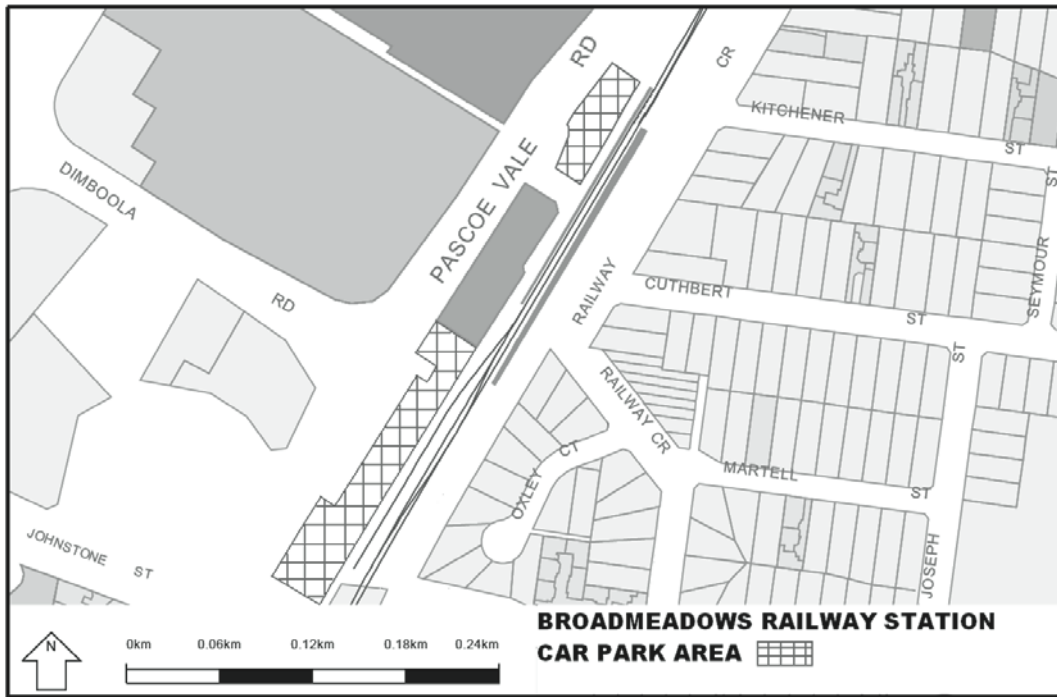 RD
CR
KITCHENER
ST
DIMBOOLA
PASCOE VALE
ST
SEYMOUR
RD
CUTHBERT
ST
RAILWAY
ST
RAILWAY CR
OXLEY CT
MARTELL
ST
JOHNSTONE ST
JOSEPH
BROADMEADOWS RAILWAY STATION
CAR PARK AREA
N
0km 0.06km 0.12km 0.18km 0.24km